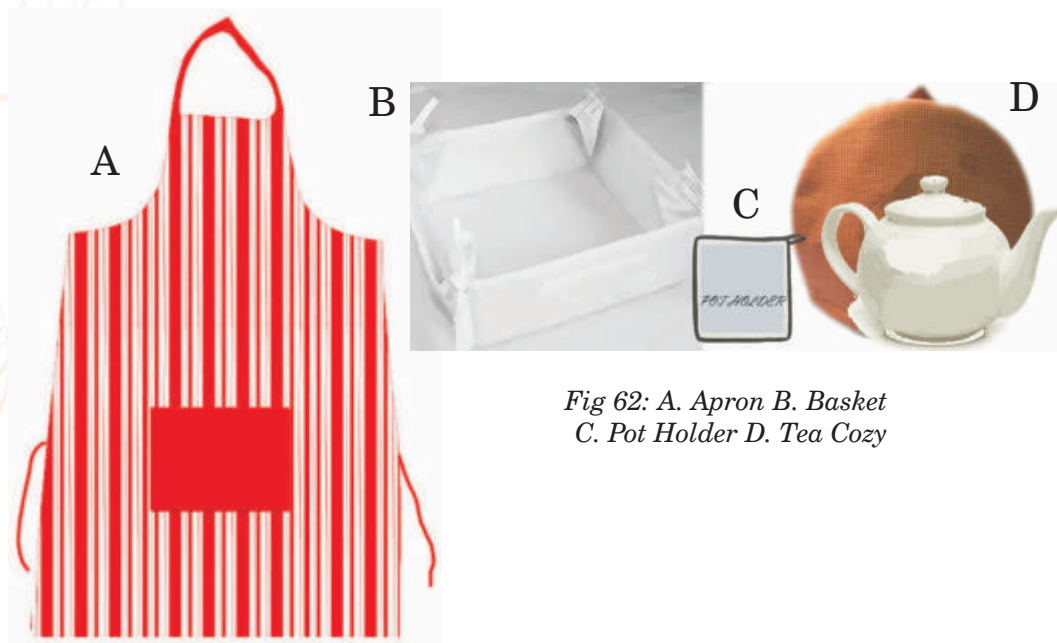 A
B
C
D
POT HOLDER
Fig 62: A. Apron B. Basket
C. Pot Holder D. Tea Cozy